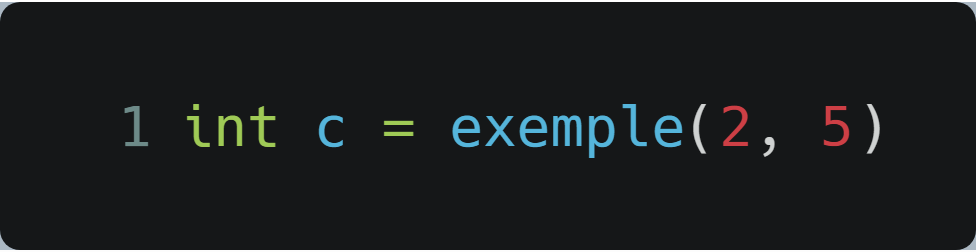 1 int c = exemple(2, 5)